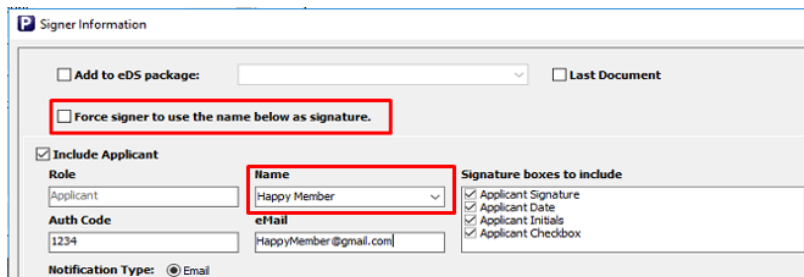 P Signer Information
Add to eDS package:
Last Document
Force signer to use the name below as signature.
Include Applicant
Role Name Signature boxes to include
Applicant Happy Member Applicant Signature
Applicant Date
Applicant Initials
Applicant Checkbox
Auth Code eMail
1234 HappyMember@gmail.com
Notification Type: Email